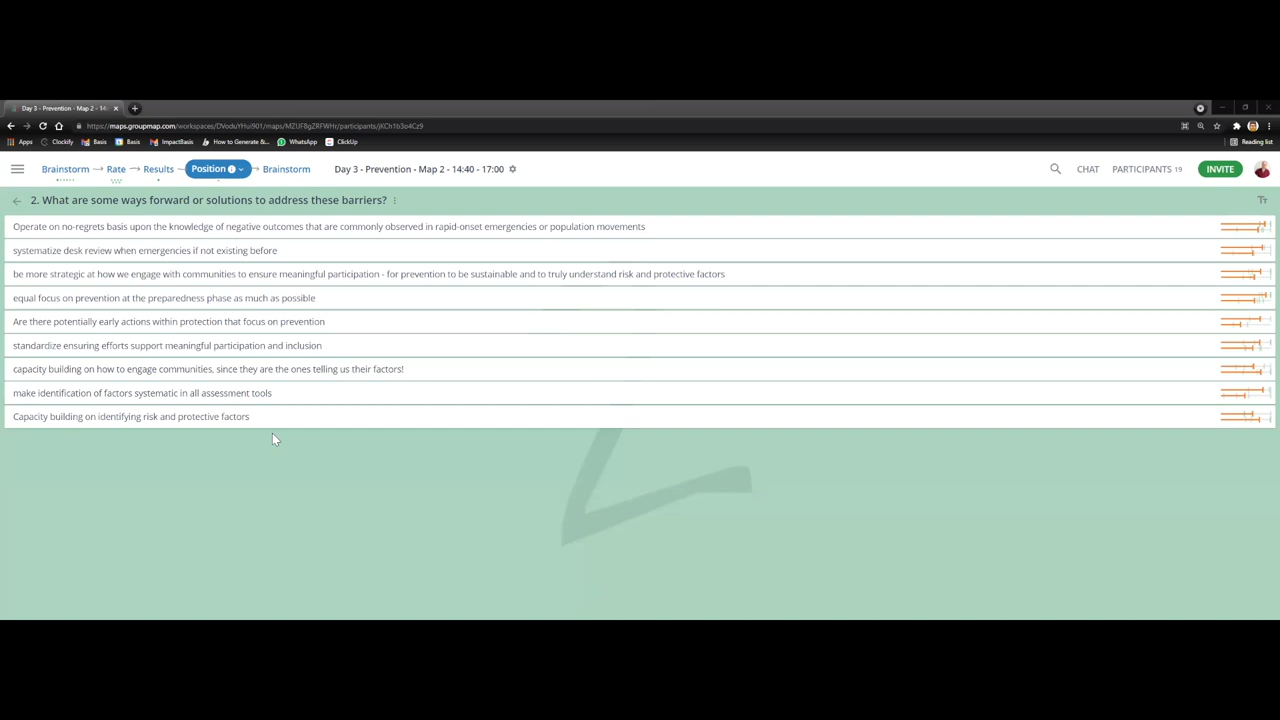 Day 3 - Prevention - Map 2 - 14:
https://maps.groupmap.com/workspaces/DVoduYHui901/maps/MZUF8gZRFWHr/participants/jKCh1b3o4Cz9
Apps Clockify Basis Basis ImpactBasis How to Generate &... WhatsApp ClickUp Reading list
Brainstorm Rate Results Position Brainstorm Day 3 - Prevention - Map 2 - 14:40 - 17:00 CHAT PARTICIPANTS 19 INVITE
2. What are some ways forward or solutions to address these barriers?
Operate on no-regrets basis upon the knowledge of negative outcomes that are commonly observed in rapid-onset emergencies or population movements
systematize desk review when emergencies if not existing before
be more strategic at how we engage with communities to ensure meaningful participation - for prevention to be sustainable and to truly understand risk and protective factors
equal focus on prevention at the preparedness phase as much as possible
Are there potentially early actions within protection that focus on prevention
standardize ensuring efforts support meaningful participation and inclusion
capacity building on how to engage communities, since they are the ones telling us their factors!
make identification of factors systematic in all assessment tools
Capacity building on identifying risk and protective factors